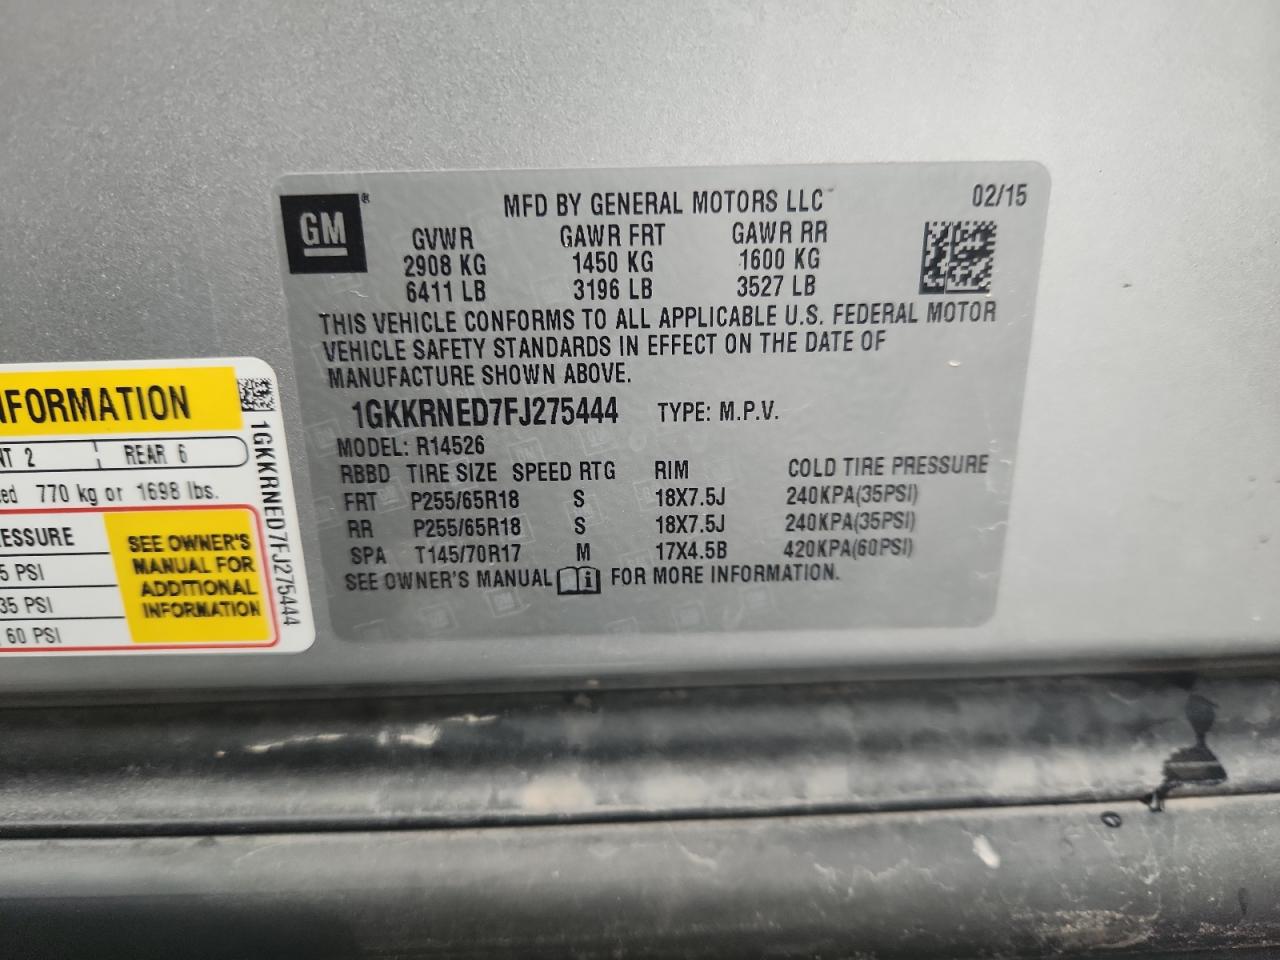 GM®
MFD BY GENERAL MOTORS LLC
02/15
GVWR GAWR FRT GAWR RR
2908 KG 1450 KG 1600 KG
6411 LB 3196 LB 3527 LB
THIS VEHICLE CONFORMS TO ALL APPLICABLE U.S. FEDERAL MOTOR
VEHICLE SAFETY STANDARDS IN EFFECT ON THE DATE OF
MANUFACTURE SHOWN ABOVE.
1GKKRNED7FJ275444 TYPE: M.P.V.
MODEL: R14526
RBBD TIRE SIZE SPEED RTG RIM COLD TIRE PRESSURE
FRT P255/65R18 S 18X7.5J 240KPA(35PSI)
RR P255/65R18 S 18X7.5J 240KPA(35PSI)
SPA T145/70R17 M 17X4.5B 420KPA(60PSI)
SEE OWNER'S MANUAL i FOR MORE INFORMATION.
NFORMATION
NT 2 REAR 6
ed 770 kg or 1698 lbs.
ESSURE
5 PSI
35 PSI
60 PSI
SEE OWNER'S
MANUAL FOR
ADDITIONAL
INFORMATION
1GKKRNED7FJ275444